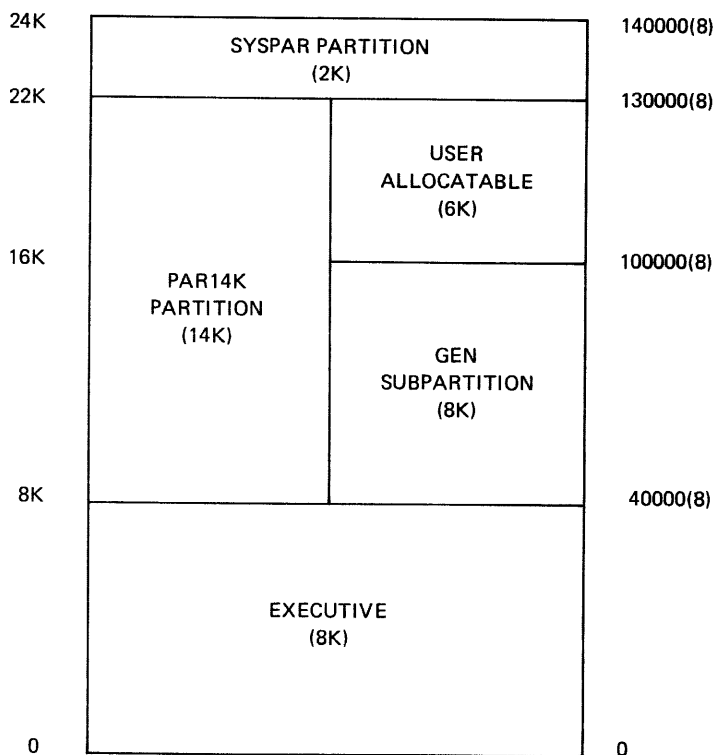 24K
SYSPAR PARTITION
(2K)
140000(8)
22K
130000(8)
USER
ALLOCATABLE
(6K)
16K
100000(8)
PAR14K
PARTITION
(14K)
GEN
SUBPARTITION
(8K)
8K
40000(8)
EXECUTIVE
(8K)
0
0